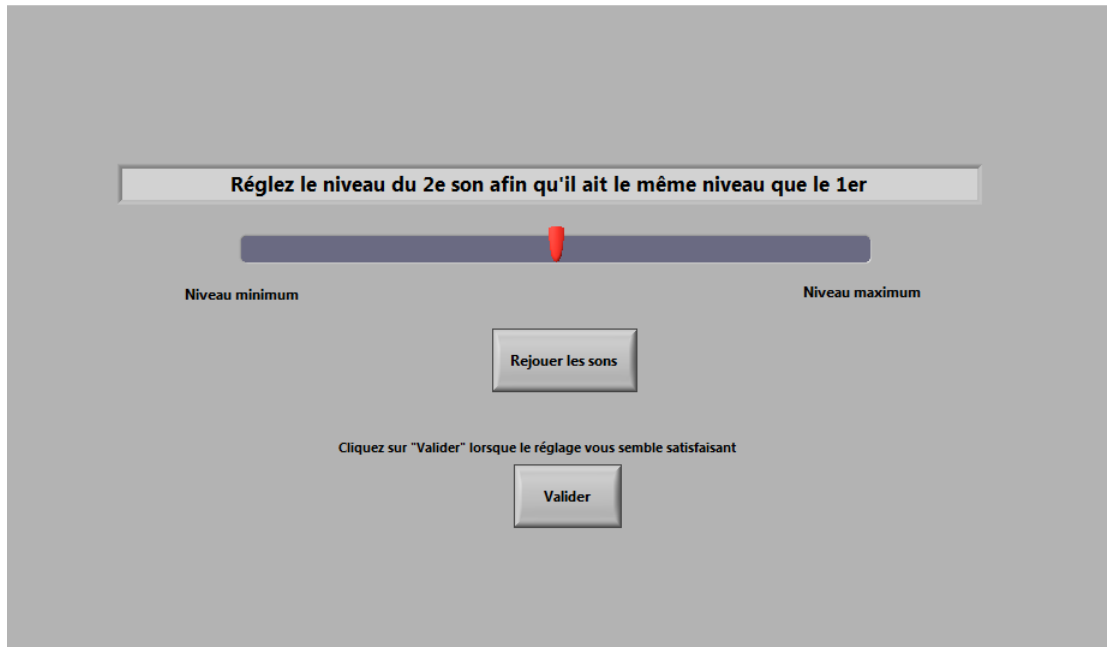 Réglez le niveau du 2e son afin qu'il ait le même niveau que le 1er
Niveau minimum
Niveau maximum
Rejouer les sons
Cliquez sur "Valider" lorsque le réglage vous semble satisfaisant
Valider